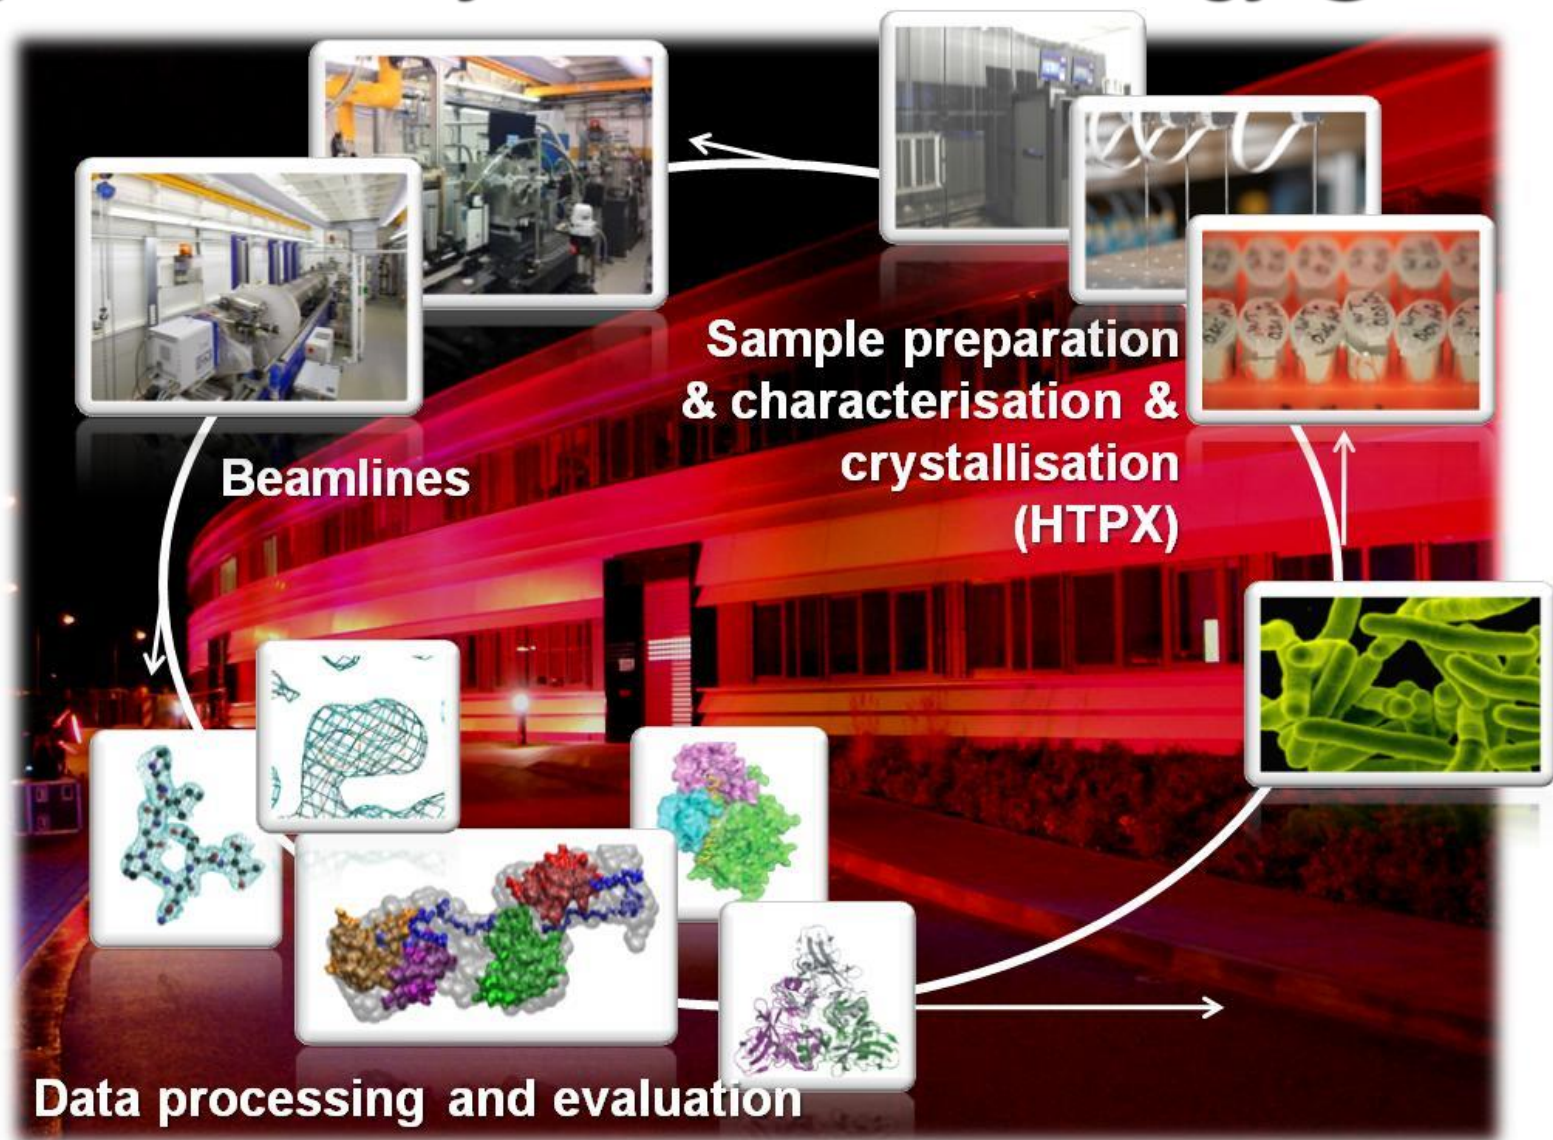 Sample preparation
& characterisation &
crystallisation
(HTPX)
Beamlines
Data processing and evaluation